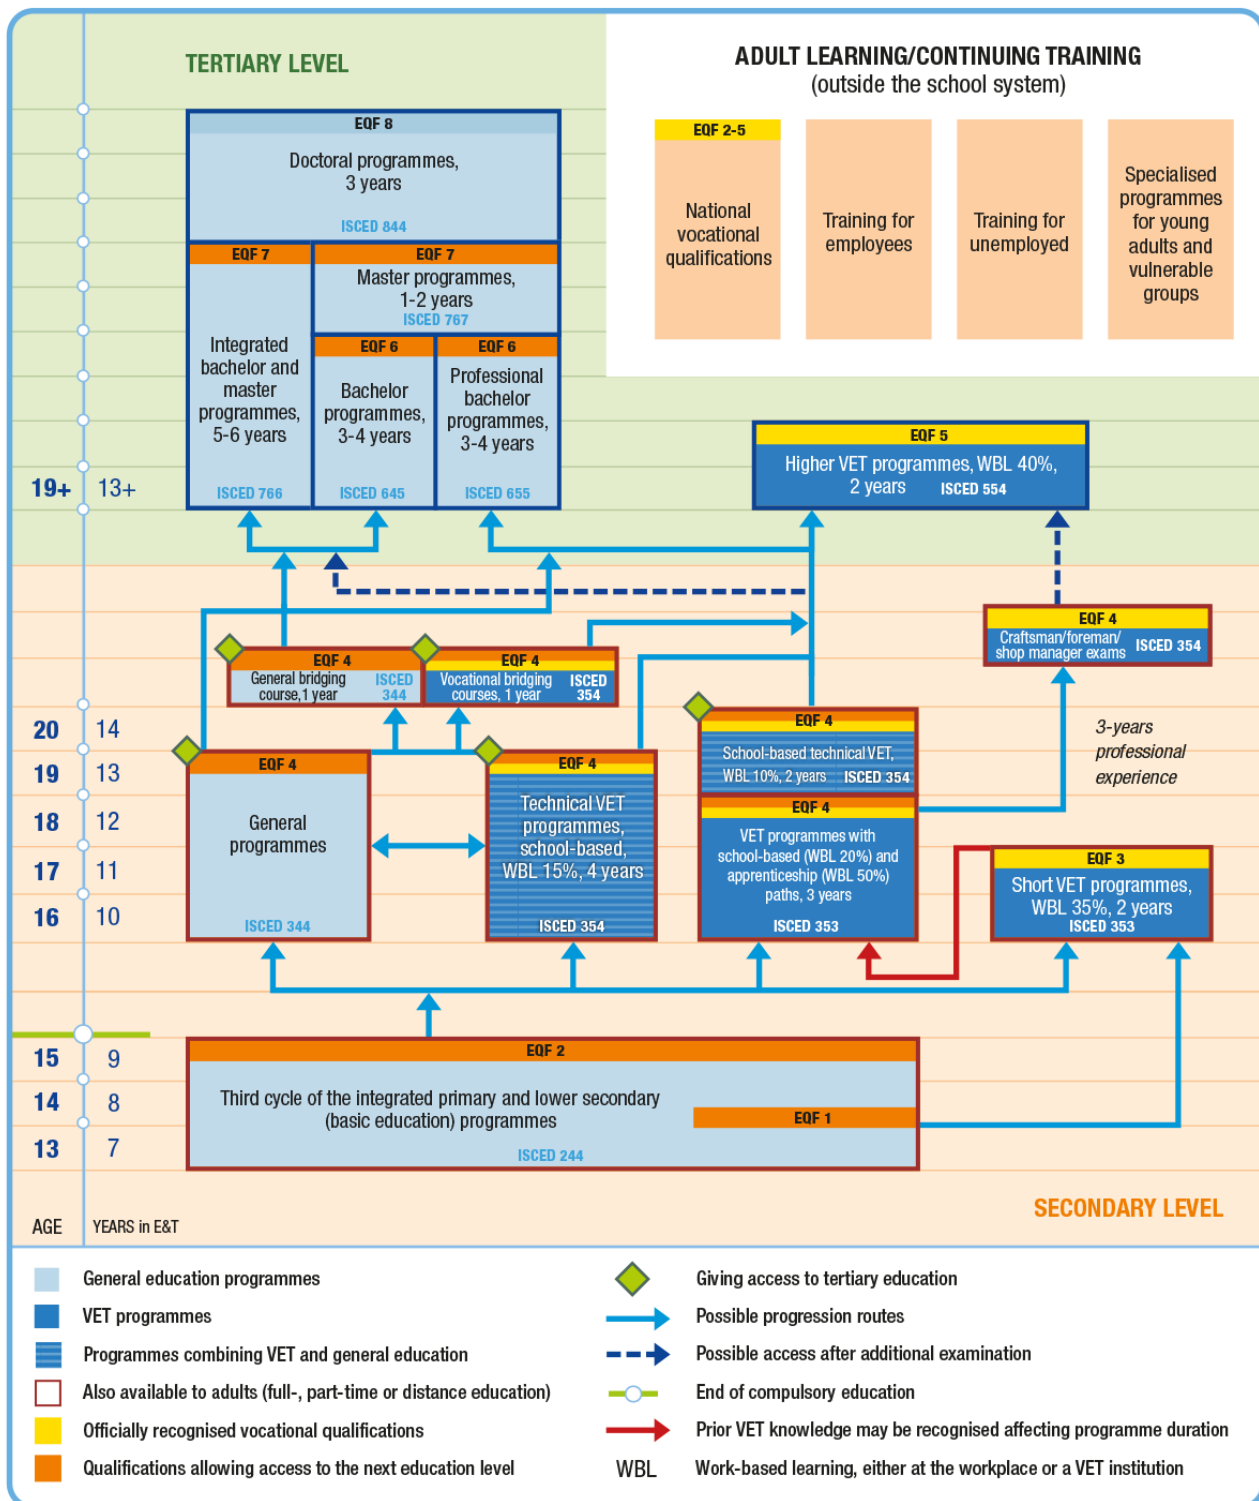 TERTIARY LEVEL
ADULT LEARNING/CONTINUING TRAINING
(outside the school system)
EQF 2-5
National
vocational
qualifications
Training for
employees
Training for
unemployed
Specialised
programmes
for young
adults and
vulnerable
groups
EQF 8
Doctoral programmes,
3 years
ISCED 844
EQF 7
Integrated
bachelor and
master
programmes,
5-6 years
ISCED 766
EQF 7
Master programmes,
1-2 years
ISCED 767
EQF 6
Bachelor
programmes,
3-4 years
ISCED 645
EQF 6
Professional
bachelor
programmes,
3-4 years
ISCED 655
EQF 5
Higher VET programmes, WBL 40%,
2 years ISCED 554
19+ 13+
EQF 4
Craftsman/foreman/
shop manager exams
ISCED 354
EQF 4
General bridging
course,1 year
ISCED
344
EQF 4
Vocational bridging
courses, 1 year
ISCED
354
20 14
19 13
18 12
17 11
16 10
EQF 4
General
programmes
ISCED 344
EQF 4
Technical VET
programmes,
school-based,
WBL 15%, 4 years
ISCED 354
EQF 4
School-based technical VET,
WBL 10%, 2 years ISCED 354
EQF 4
VET programmes with
school-based (WBL 20%) and
apprenticeship (WBL 50%)
paths, 3 years
ISCED 353
3-years
professional
experience
EQF 3
Short VET programmes,
WBL 35%, 2 years
ISCED 353
15 9
14 8
13 7
EQF 2
Third cycle of the integrated primary and lower secondary
(basic education) programmes
EQF 1
ISCED 244
SECONDARY LEVEL
AGE YEARS in E&T
General education programmes
VET programmes
Programmes combining VET and general education
Also available to adults (full-, part-time or distance education)
Officially recognised vocational qualifications
Qualifications allowing access to the next education level
Giving access to tertiary education
Possible progression routes
Possible access after additional examination
End of compulsory education
Prior VET knowledge may be recognised affecting programme duration
WBL Work-based learning, either at the workplace or a VET institution